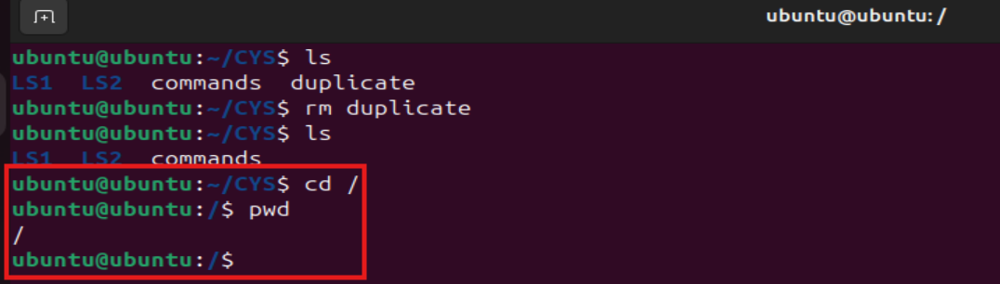 ubuntu@ubuntu: /
ubuntu@ubuntu:~/CYS$ ls
LS1  LS2  commands  duplicate
ubuntu@ubuntu:~/CYS$ rm duplicate
ubuntu@ubuntu:~/CYS$ ls
LS1  LS2  commands
ubuntu@ubuntu:~/CYS$ cd /
ubuntu@ubuntu:/$ pwd
/
ubuntu@ubuntu:/$